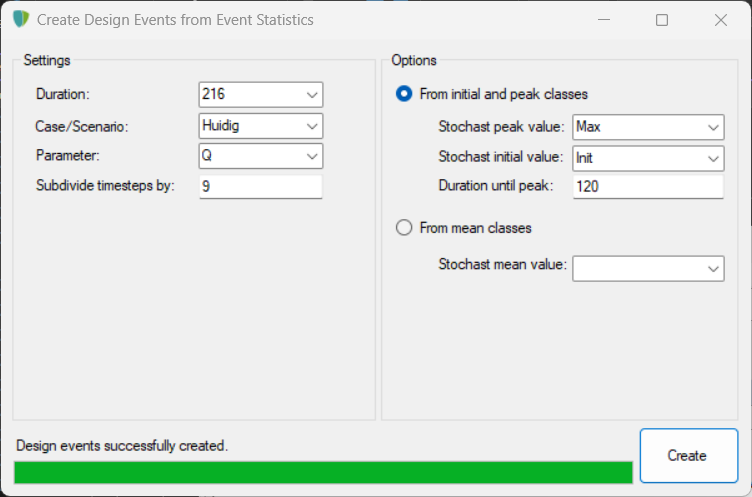 Create Design Events from Event Statistics
Settings
Duration: 216
Case/Scenario: Huidig
Parameter: Q
Subdivide timesteps by: 9
Options
From initial and peak classes
Stochast peak value: Max
Stochast initial value: Init
Duration until peak: 120
From mean classes
Stochast mean value:
Design events successfully created.
Create